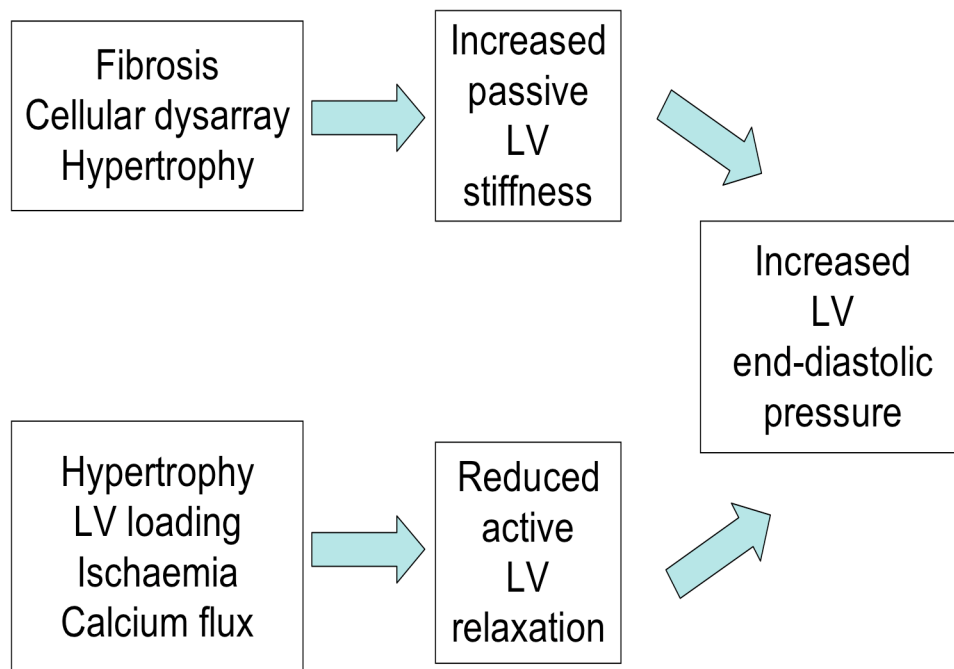 Fibrosis
Cellular dysarray
Hypertrophy
Increased
passive
LV
stiffness
Increased
LV
end-diastolic
pressure
Hypertrophy
LV loading
Ischaemia
Calcium flux
Reduced
active
LV
relaxation